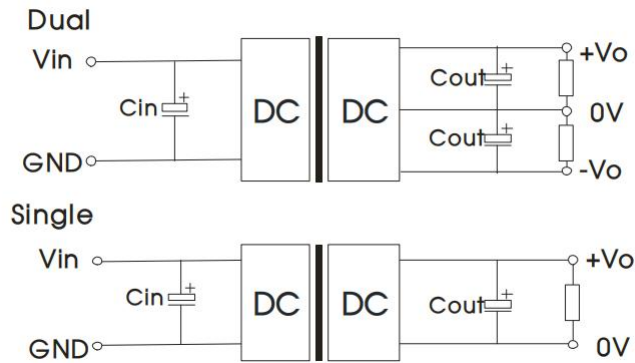 Dual
Vin
+Vo
Cout
Cin
DC
DC
0V
Cout
GND
-Vo
Single
Vin
+Vo
Cin
DC
DC
Cout
GND
0V